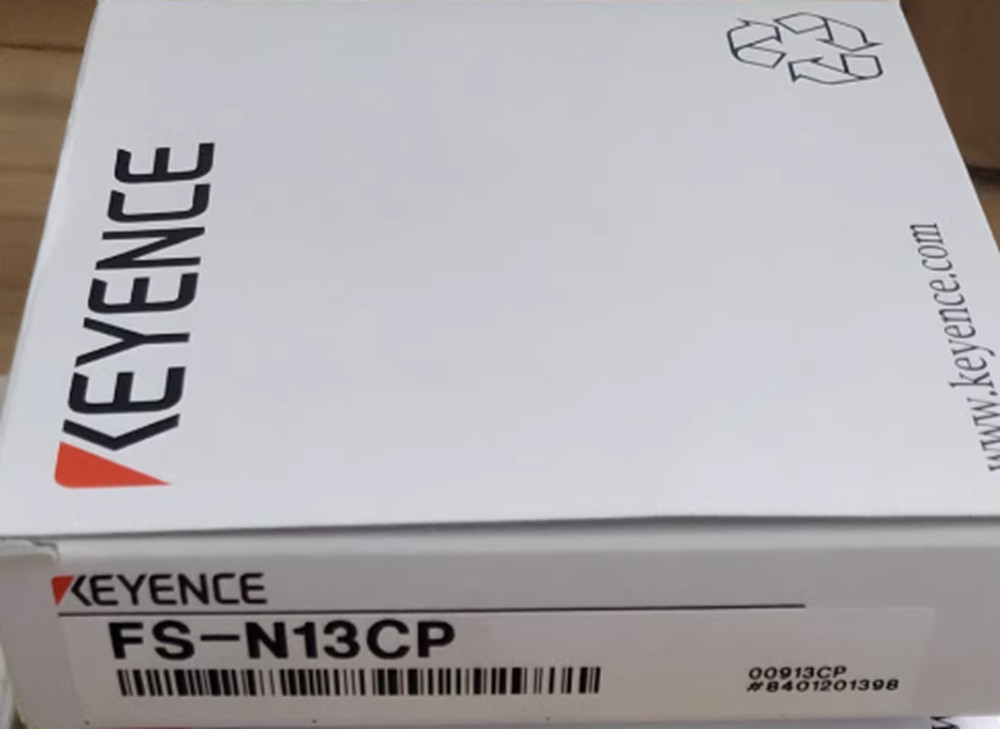 KEYENCE
www.keyence.com
KEYENCE
FS-N13CP
00913CP
#8401201398